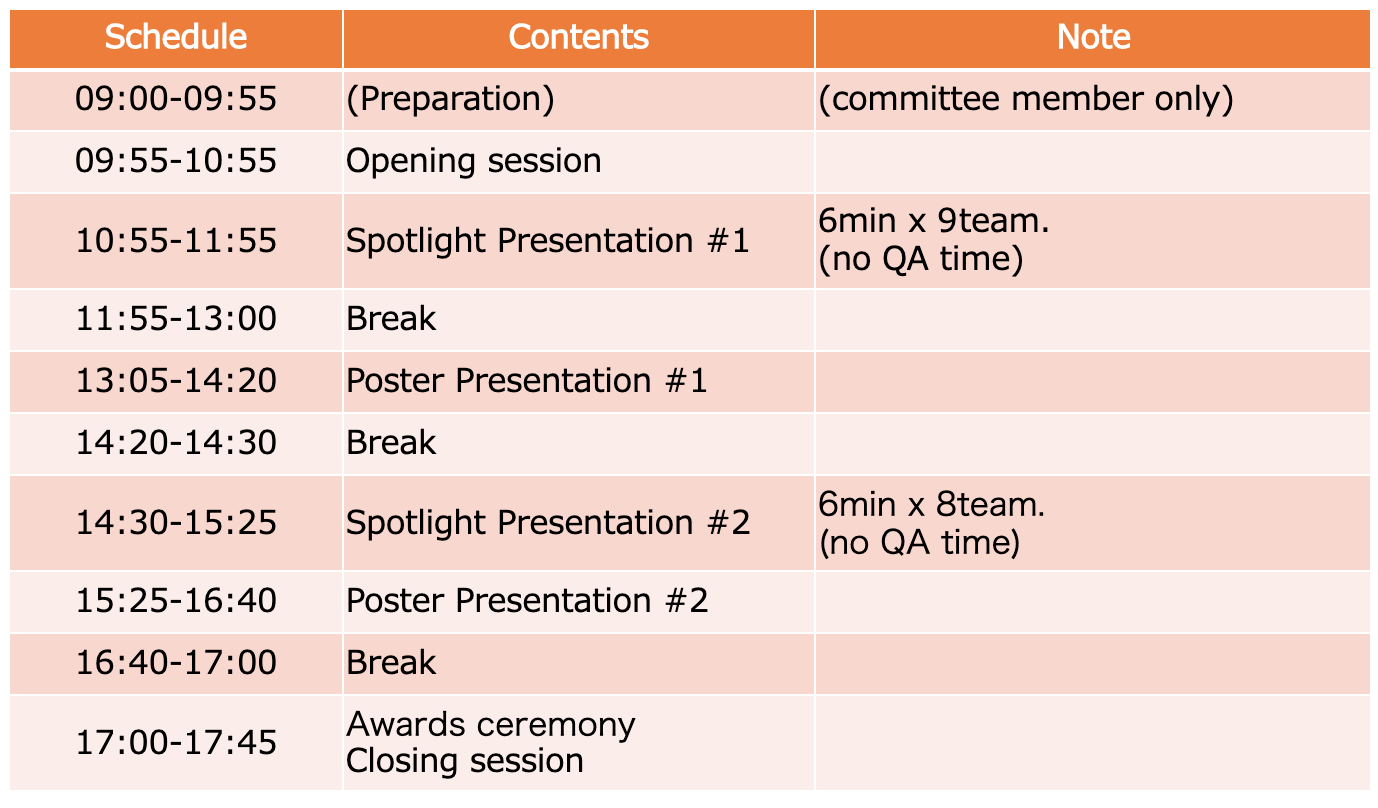 Schedule Contents Note
09:00-09:55 (Preparation) (committee member only)
09:55-10:55 Opening session
10:55-11:55 Spotlight Presentation #1 6min x 9team.
(no QA time)
11:55-13:00 Break
13:05-14:20 Poster Presentation #1
14:20-14:30 Break
14:30-15:25 Spotlight Presentation #2 6min x 8team.
(no QA time)
15:25-16:40 Poster Presentation #2
16:40-17:00 Break
17:00-17:45 Awards ceremony
Closing session